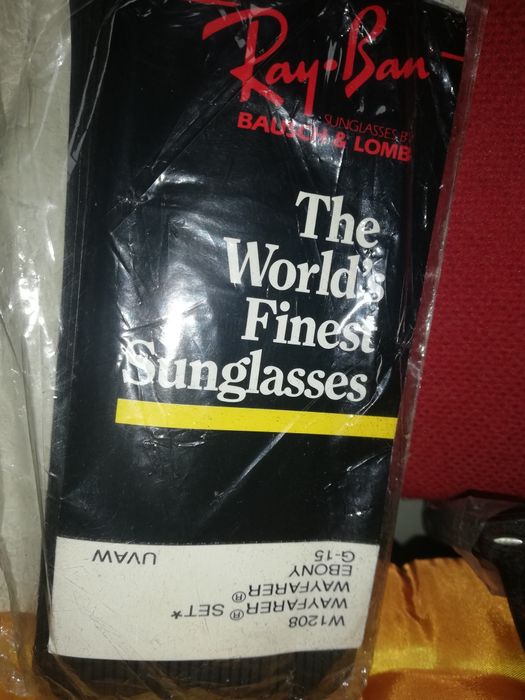 Ray-Ban
SUNGLASSES BY
BAUSCH & LOMB
The
World's
Finest
Sunglasses
W1208
WAYFARER® SET*
WAYFARER®
EBONY
G-15 UVAW